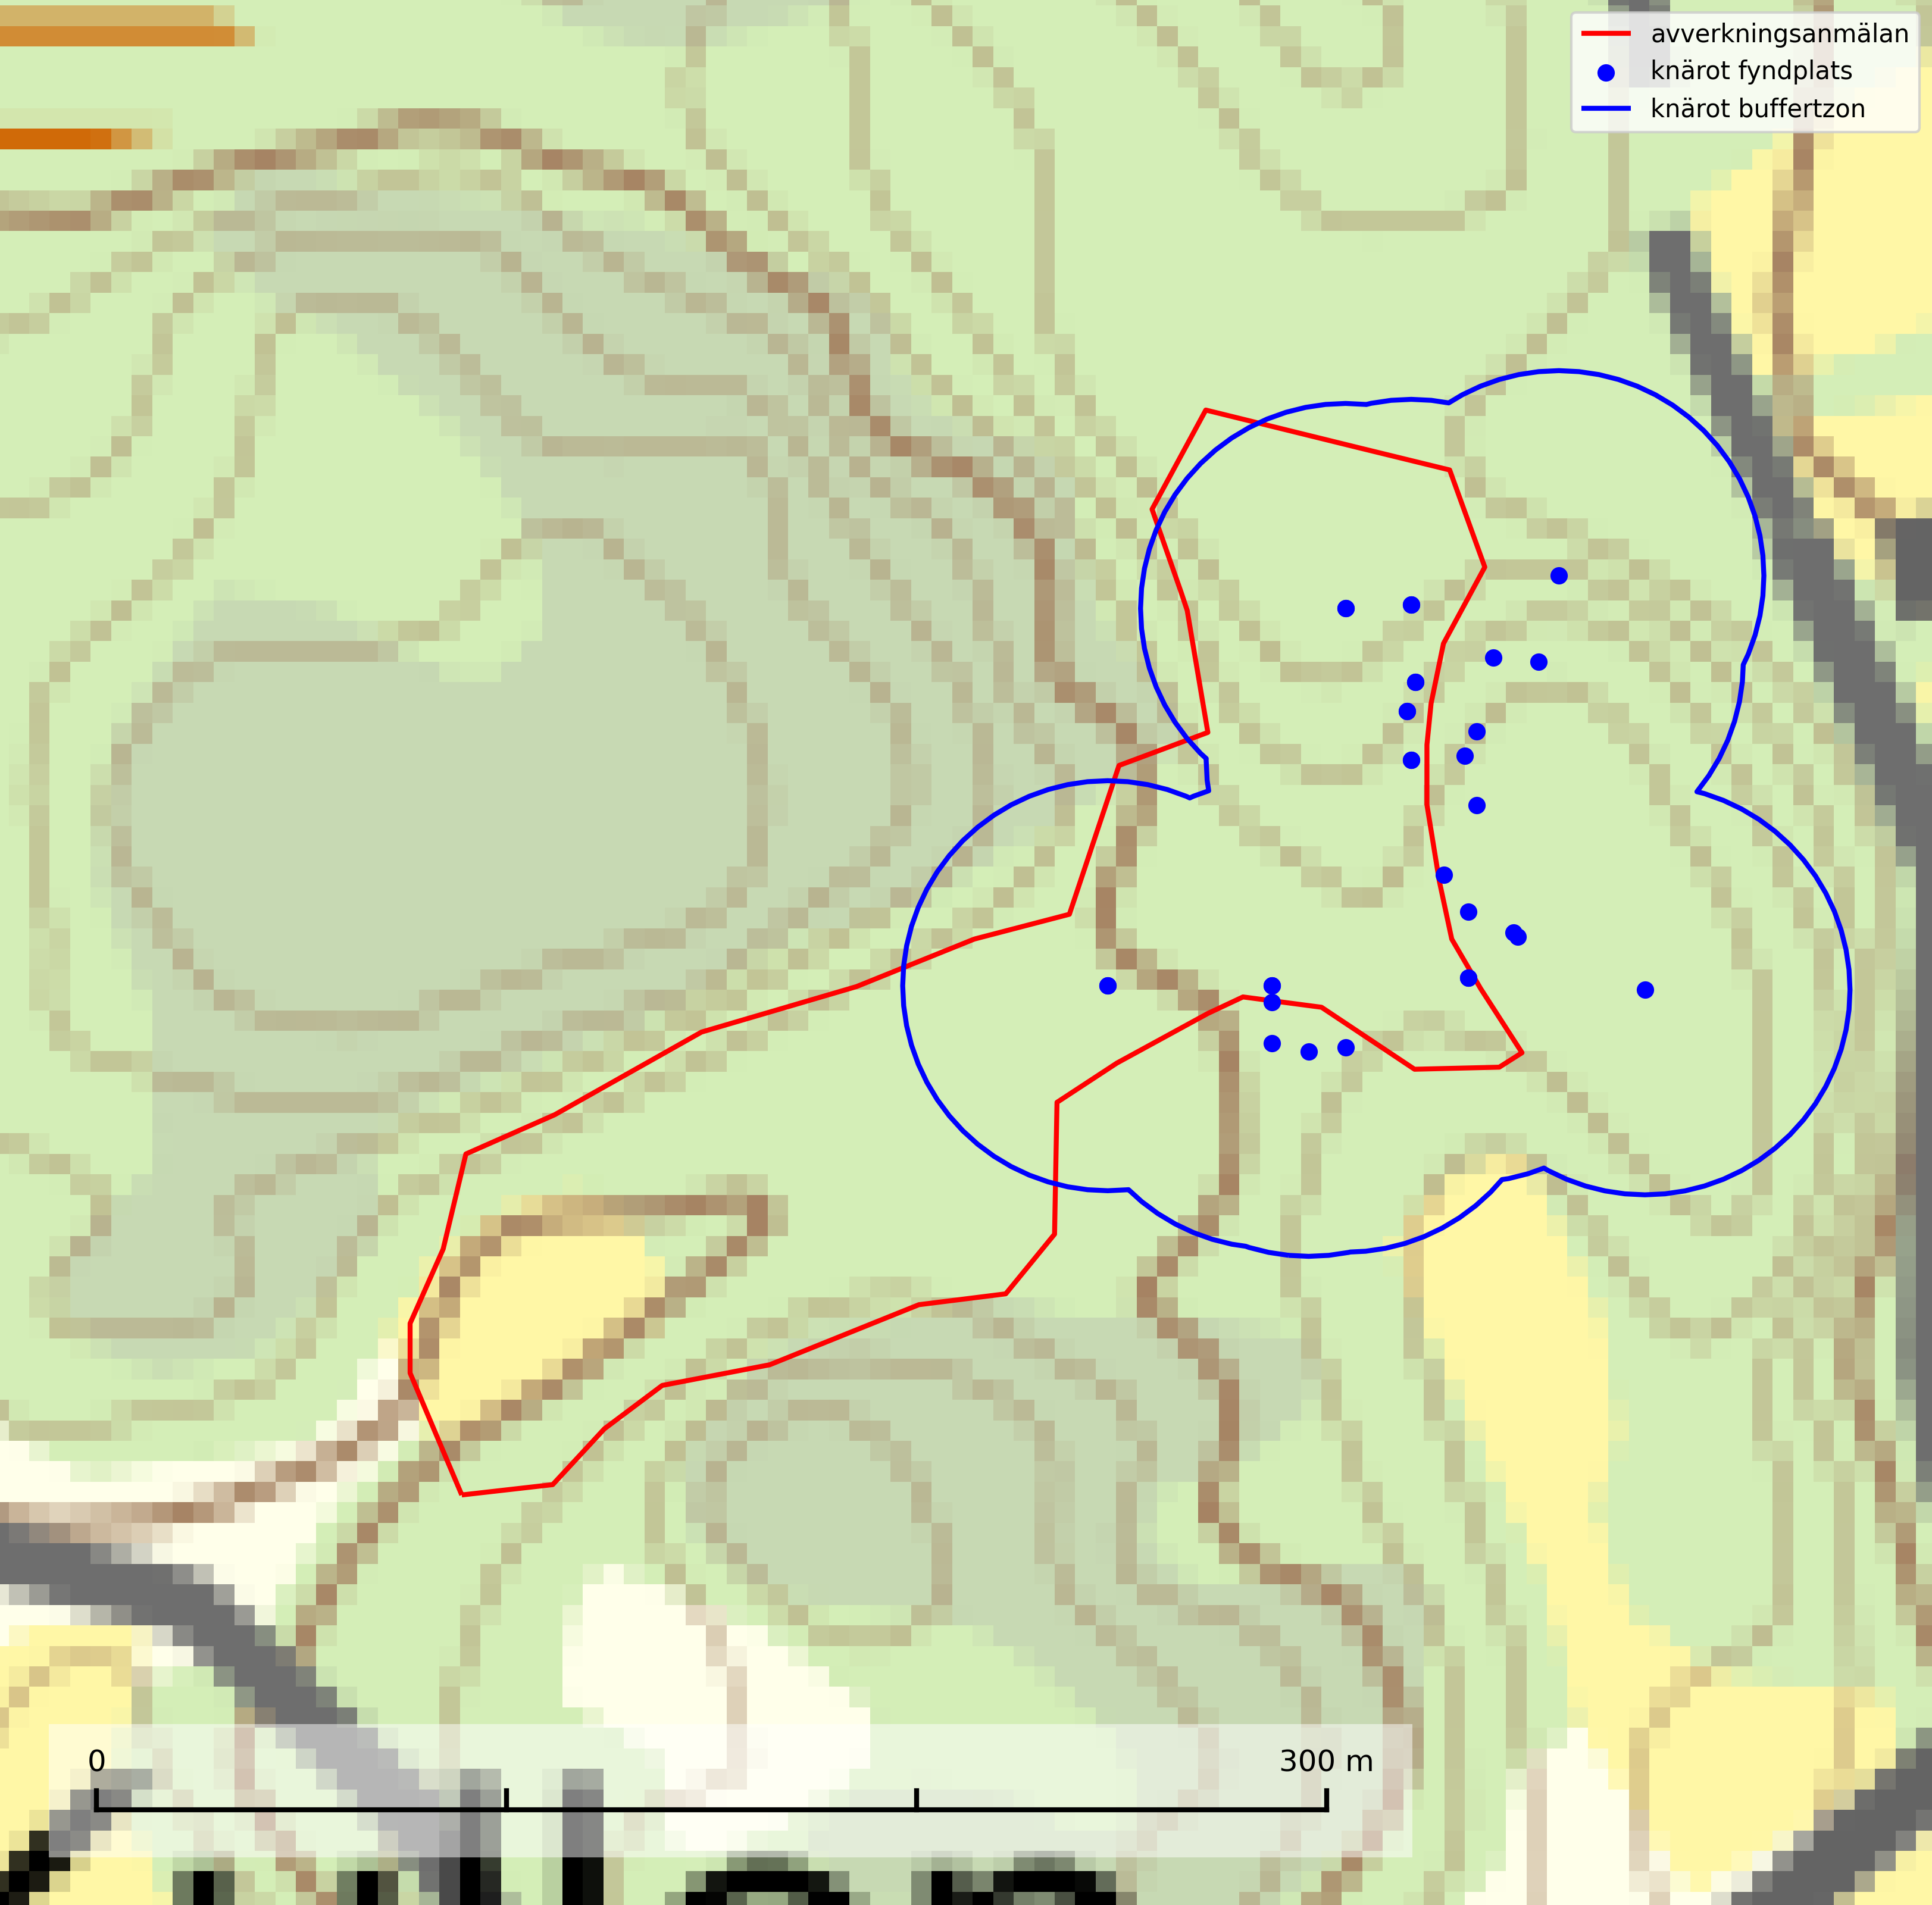 avverkningsanmälan
knärot fyndplats
knärot buffertzon
0
300 m